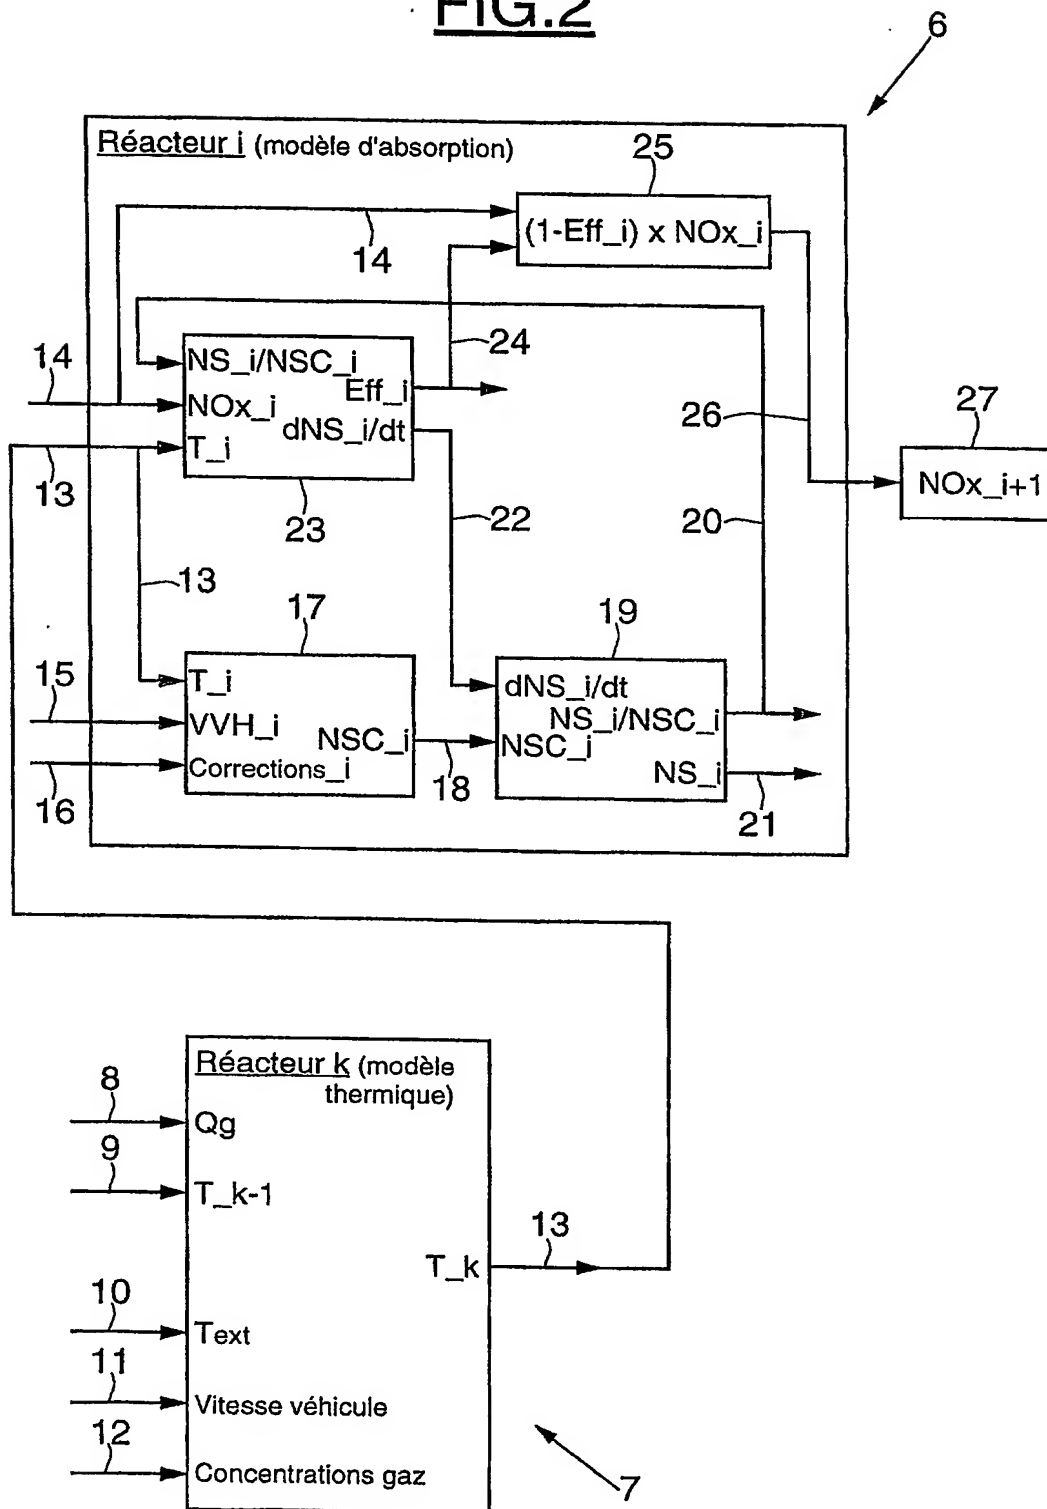 FIG.2
6
Réacteur i (modèle d'absorption)
25
(1-Eff_i) x NOx_i
14
24
14
NS_i/NSC_i
Eff_i
NOx_i
dNS_i/dt
T_i
13
23
22
26
20
27
NOx_i+1
13
17
19
15
T_i
VVH_i
NSC_i
Corrections_i
16
18
dNS_i/dt
NS_i/NSC_i
NSC_i
NS_i
21
Réacteur k (modèle
thermique)
8
Qg
9
T_k-1
13
T_k
10
Text
11
Vitesse véhicule
12
Concentrations gaz
7